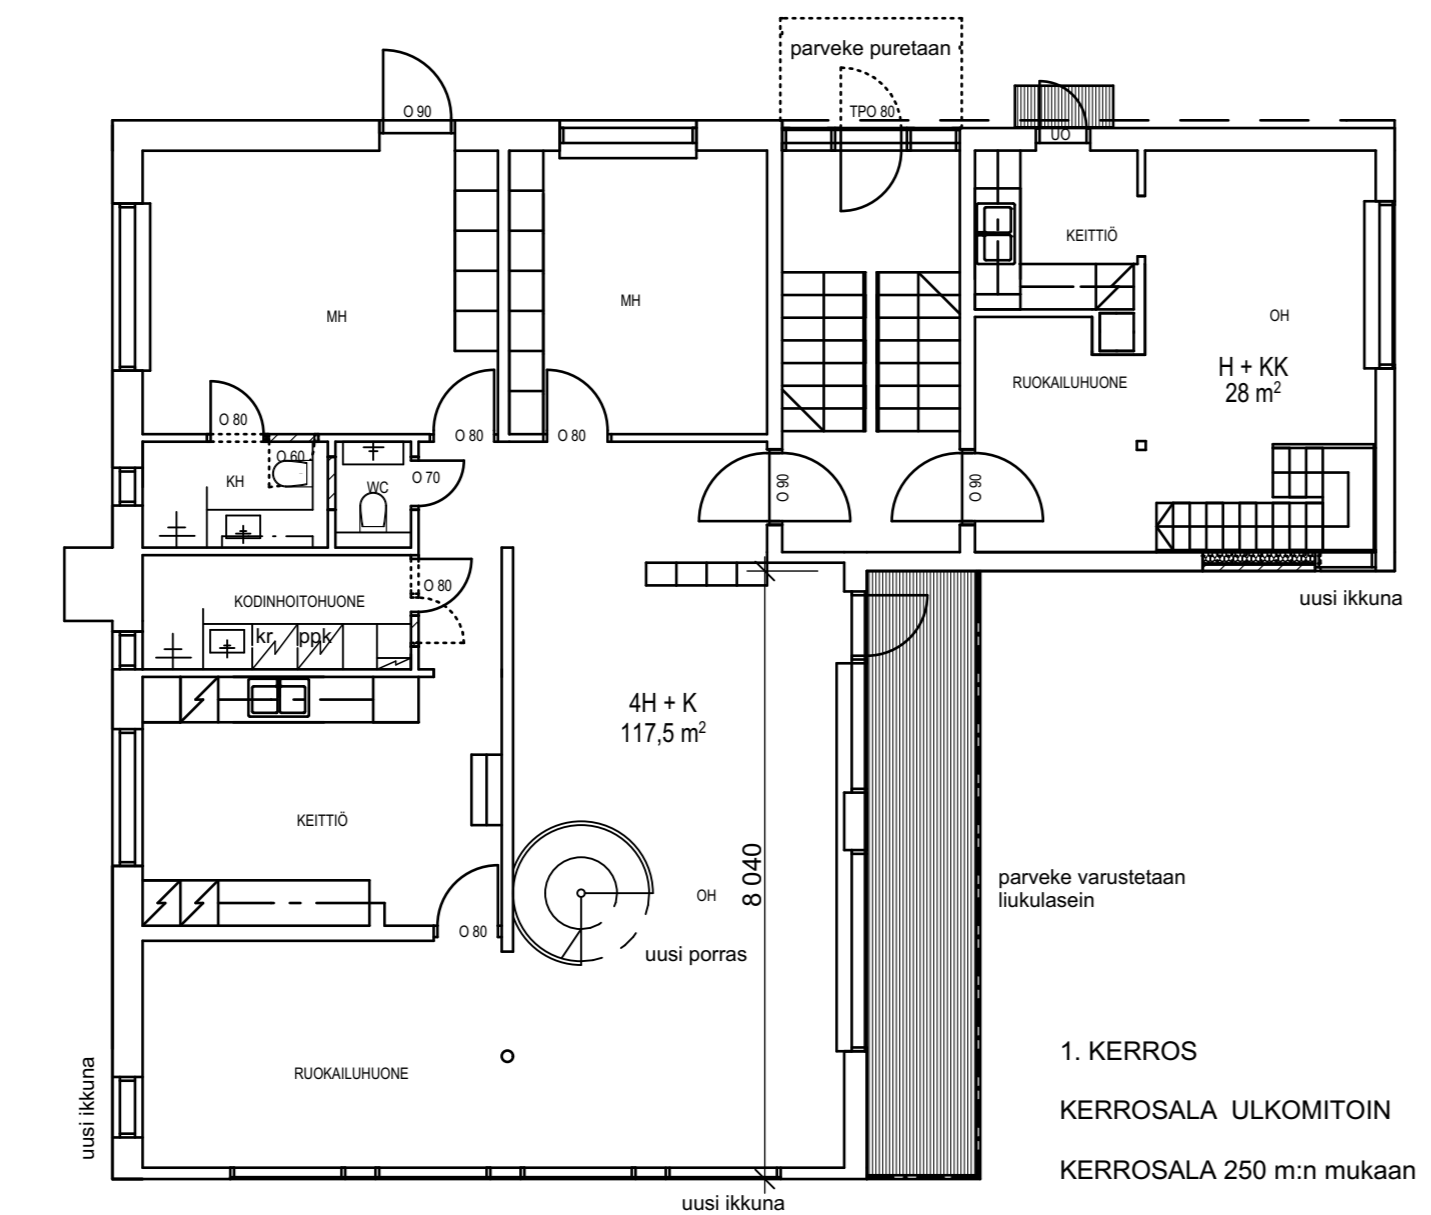 parveke puretaan
O 90
TPO 80
UO
KEITTIÖ
MH
MH
OH
H + KK
28 m²
RUOKAILUHUONE
O 80
O 80
O 80
O 60
KH
WC
O 70
O 90
O 90
KODINHOITOHUONE
O 80
kr ppk
uusi ikkuna
4H + K
117,5 m²
KEITTIÖ
8 040
OH
parveke varustetaan
liukulasein
O 80
uusi porras
RUOKAILUHUONE
uusi ikkuna
uusi ikkuna
1. KERROS
KERROSALA ULKOMITOIN
KERROSALA 250 m:n mukaan